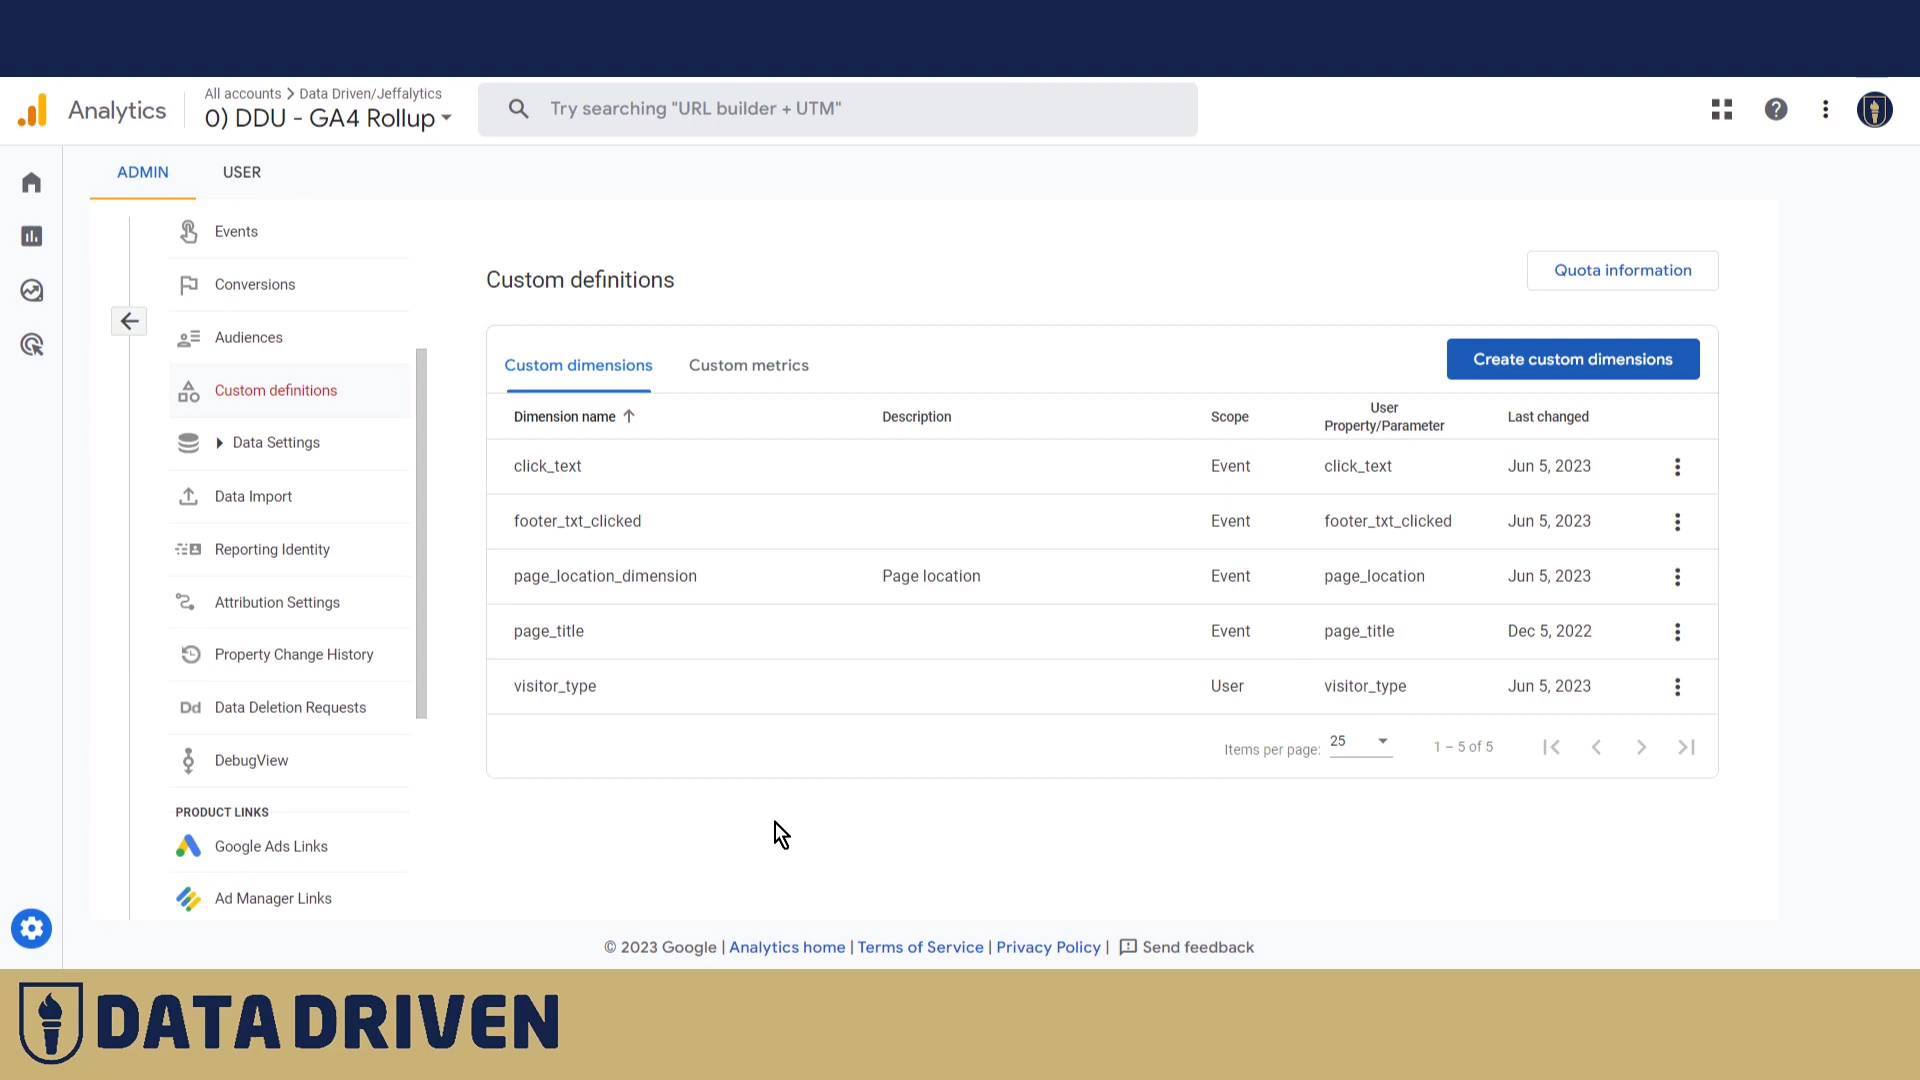 Analytics
All accounts > Data Driven/Jeffalytics
0) DDU - GA4 Rollup
Try searching "URL builder + UTM"
ADMIN
USER
Events
Conversions
Audiences
Custom definitions
Data Settings
Data Import
Reporting Identity
Attribution Settings
Property Change History
Dd Data Deletion Requests
DebugView
PRODUCT LINKS
Google Ads Links
Ad Manager Links
Custom definitions
Quota information
Custom dimensions
Custom metrics
Create custom dimensions
Dimension name Description Scope User Property/Parameter Last changed
click_text Event click_text Jun 5, 2023
footer_txt_clicked Event footer_txt_clicked Jun 5, 2023
page_location_dimension Page location Event page_location Jun 5, 2023
page_title Event page_title Dec 5, 2022
visitor_type User visitor_type Jun 5, 2023
Items per page: 25 1 – 5 of 5
© 2023 Google | Analytics home | Terms of Service | Privacy Policy | Send feedback
DATA DRIVEN